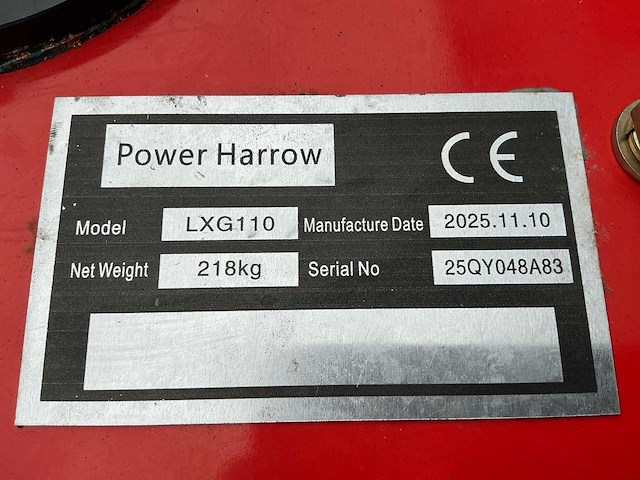 Power Harrow
CE
Model LXG110 Manufacture Date 2025.11.10
Net Weight 218kg Serial No 25QY048A83